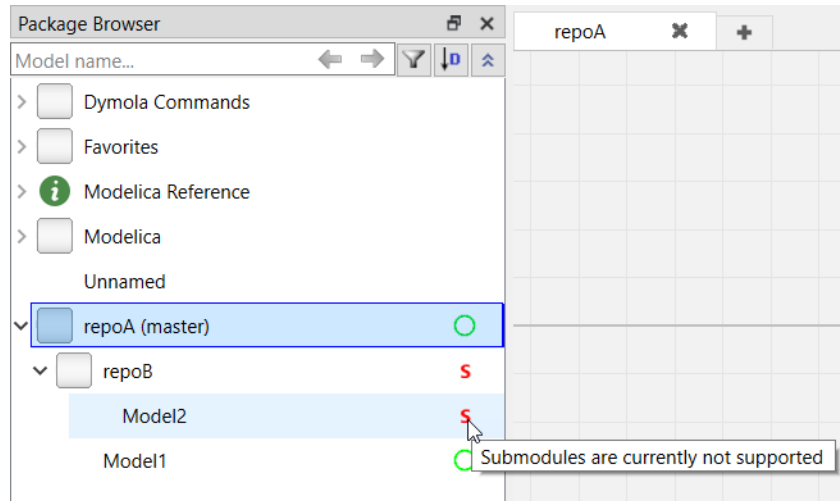 Package Browser
repoA
Model name...
D
Dymola Commands
Favorites
i
Modelica Reference
Modelica
Unnamed
repoA (master)
repoB S
Model2 S
Submodules are currently not supported
Model1